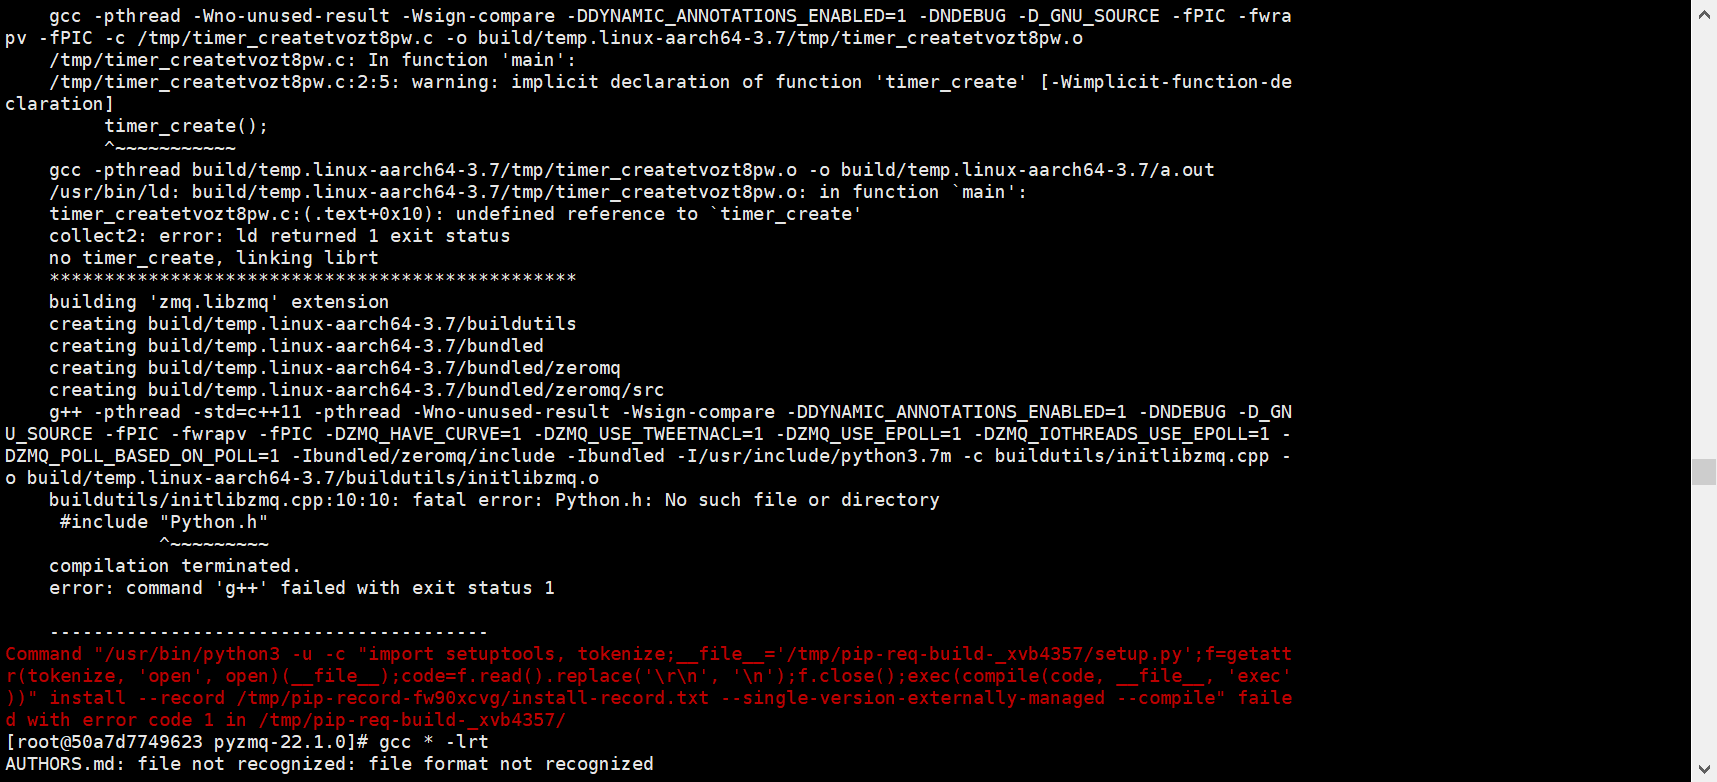 gcc -pthread -Wno-unused-result -Wsign-compare -DDYNAMIC_ANNOTATIONS_ENABLED=1 -DNDEBUG -D_GNU_SOURCE -fPIC -fwra
pv -fPIC -c /tmp/timer_createtvozt8pw.c -o build/temp.linux-aarch64-3.7/tmp/timer_createtvozt8pw.o
/tmp/timer_createtvozt8pw.c: In function 'main':
/tmp/timer_createtvozt8pw.c:2:5: warning: implicit declaration of function 'timer_create' [-Wimplicit-function-de
claration]
timer_create();
^~~~~~~~~~~~
gcc -pthread build/temp.linux-aarch64-3.7/tmp/timer_createtvozt8pw.o -o build/temp.linux-aarch64-3.7/a.out
/usr/bin/ld: build/temp.linux-aarch64-3.7/tmp/timer_createtvozt8pw.o: in function `main':
timer_createtvozt8pw.c:(.text+0x10): undefined reference to `timer_create'
collect2: error: ld returned 1 exit status
no timer_create, linking librt
************************************************
building 'zmq.libzmq' extension
creating build/temp.linux-aarch64-3.7/buildutils
creating build/temp.linux-aarch64-3.7/bundled
creating build/temp.linux-aarch64-3.7/bundled/zeromq
creating build/temp.linux-aarch64-3.7/bundled/zeromq/src
g++ -pthread -std=c++11 -pthread -Wno-unused-result -Wsign-compare -DDYNAMIC_ANNOTATIONS_ENABLED=1 -DNDEBUG -D_GN
U_SOURCE -fPIC -fwrapv -fPIC -DZMQ_HAVE_CURVE=1 -DZMQ_USE_TWEETNACL=1 -DZMQ_USE_EPOLL=1 -DZMQ_IOTHREADS_USE_EPOLL=1 -
DZMQ_POLL_BASED_ON_POLL=1 -Ibundled/zeromq/include -Ibundled -I/usr/include/python3.7m -c buildutils/initlibzmq.cpp -
o build/temp.linux-aarch64-3.7/buildutils/initlibzmq.o
buildutils/initlibzmq.cpp:10:10: fatal error: Python.h: No such file or directory
#include "Python.h"
^~~~~~~~~~
compilation terminated.
error: command 'g++' failed with exit status 1
----------------------------------------
Command "/usr/bin/python3 -u -c "import setuptools, tokenize;__file__='/tmp/pip-req-build-_xvb4357/setup.py';f=getatt
r(tokenize, 'open', open)(__file__);code=f.read().replace('\r\n', '\n');f.close();exec(compile(code, __file__, 'exec'
))" install --record /tmp/pip-record-fw90xcvg/install-record.txt --single-version-externally-managed --compile" faile
d with error code 1 in /tmp/pip-req-build-_xvb4357/
[root@50a7d7749623 pyzmq-22.1.0]# gcc * -lrt
AUTHORS.md: file not recognized: file format not recognized